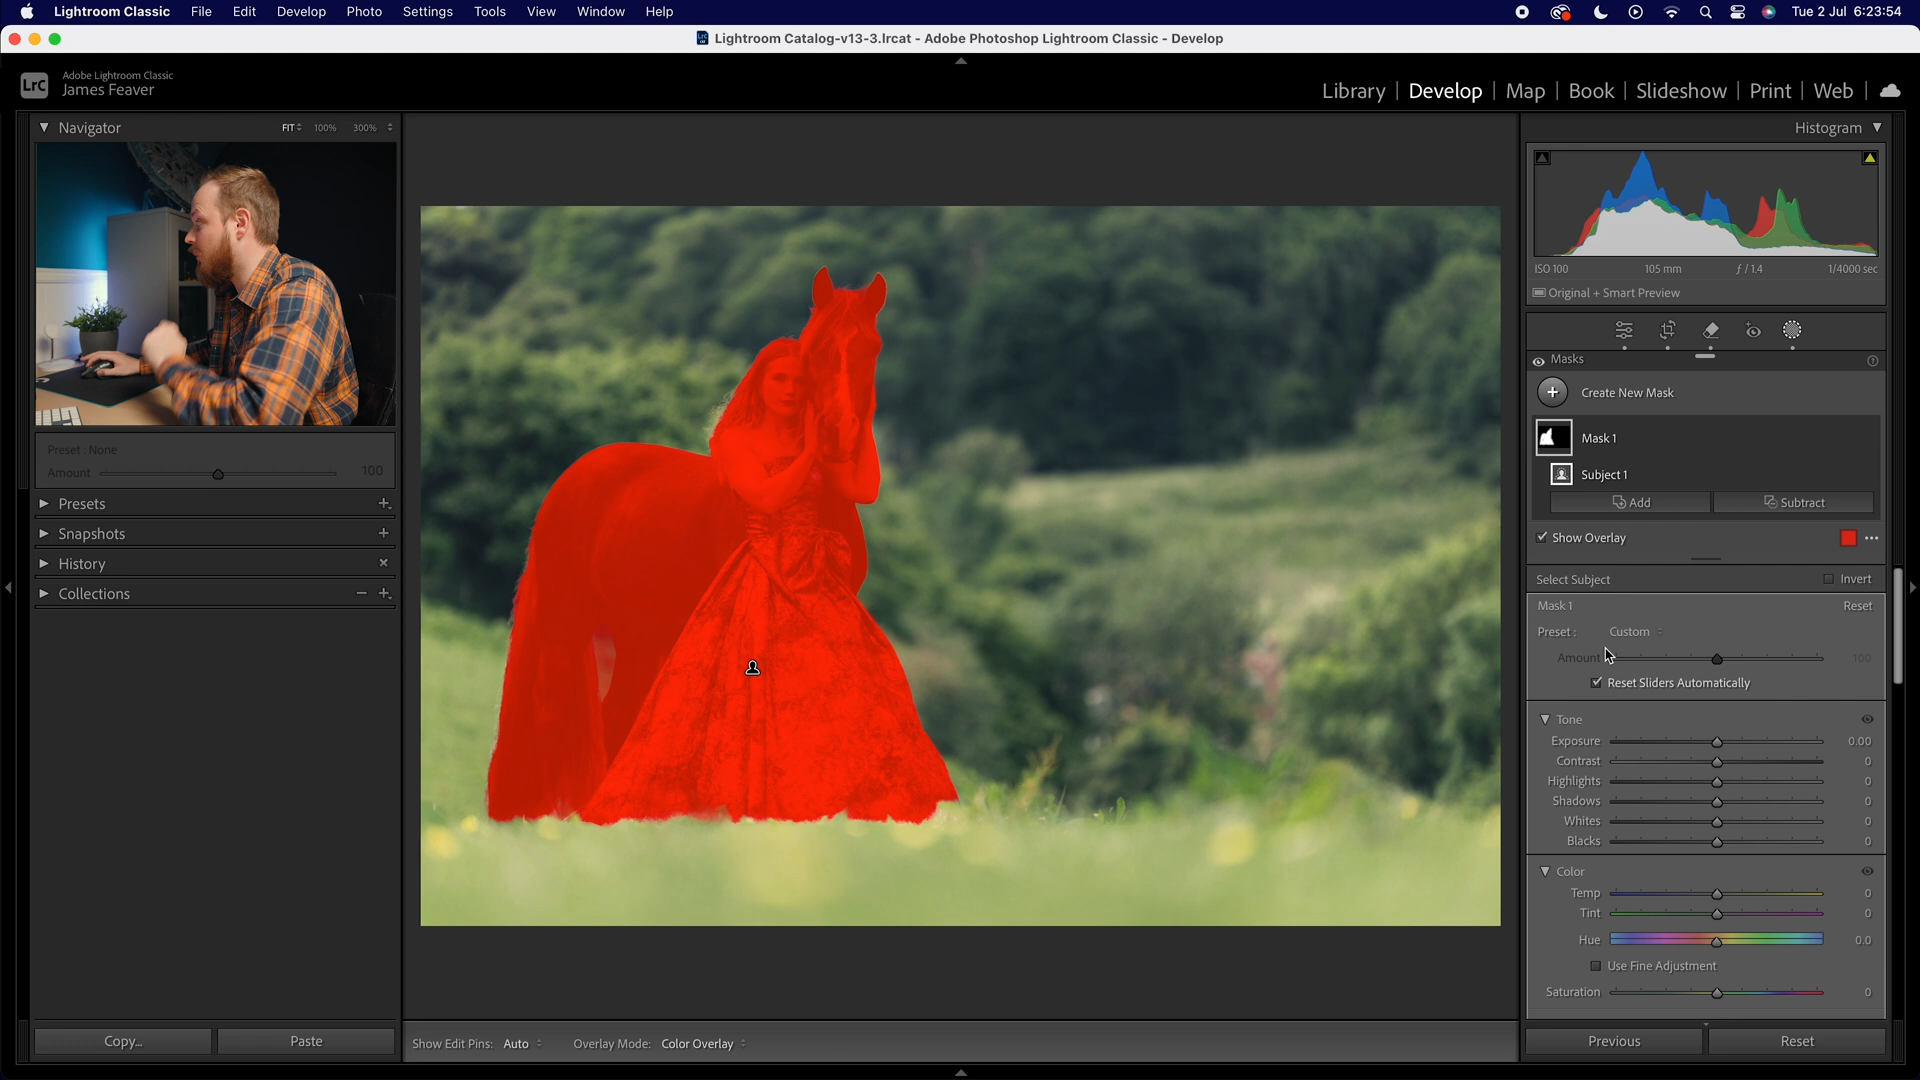 Lightroom Classic File Edit Develop Photo Settings Tools View Window Help Tue 2 Jul 6:23:54
LrC Lightroom Catalog-v13-3.lrcat - Adobe Photoshop Lightroom Classic - Develop
LrC Adobe Lightroom Classic
James Feaver
Library Develop Map Book Slideshow Print Web
Navigator FIT 100% 300%
Preset : None
Amount 100
Presets
Snapshots
History
Collections
Copy... Paste
Show Edit Pins: Auto Overlay Mode: Color Overlay
Histogram
ISO 100 105 mm ƒ / 1.4 1/4000 sec
Original + Smart Preview
Masks
Create New Mask
Mask 1
Subject 1
Add Subtract
Show Overlay
Select Subject Invert
Mask 1 Reset
Preset : Custom
Amount 100
Reset Sliders Automatically
Tone
Exposure 0.00
Contrast 0
Highlights 0
Shadows 0
Whites 0
Blacks 0
Color
Temp 0
Tint 0
Hue 0.0
Use Fine Adjustment
Saturation 0
Previous Reset